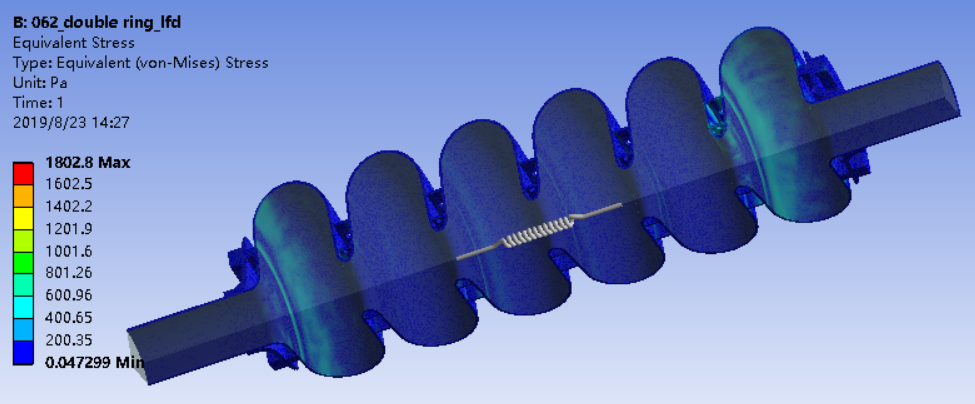 B: 062_double ring_lfd
Equivalent Stress
Type: Equivalent (von-Mises) Stress
Unit: Pa
Time: 1
2019/8/23 14:27
1802.8 Max
1602.5
1402.2
1201.9
1001.6
801.26
600.96
400.65
200.35
0.047299 Min